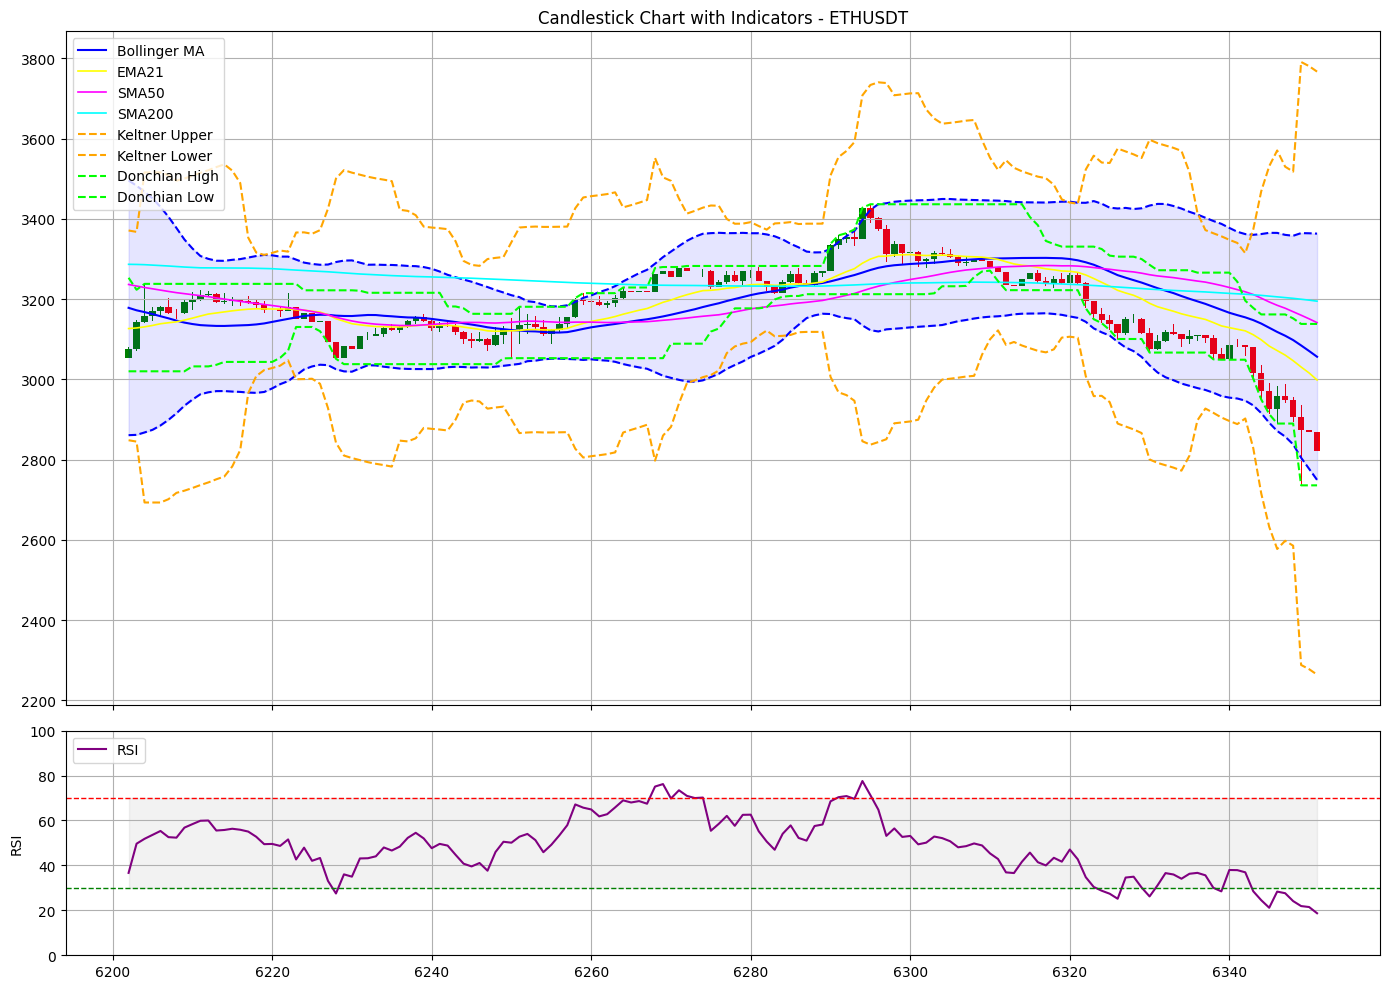 Candlestick Chart with Indicators - ETHUSDT
Bollinger MA
EMA21
SMA50
SMA200
Keltner Upper
Keltner Lower
Donchian High
Donchian Low
3800
3600
3400
3200
3000
2800
2600
2400
2200
RSI
100
80
60
40
20
0
RSI
6200 6220 6240 6260 6280 6300 6320 6340